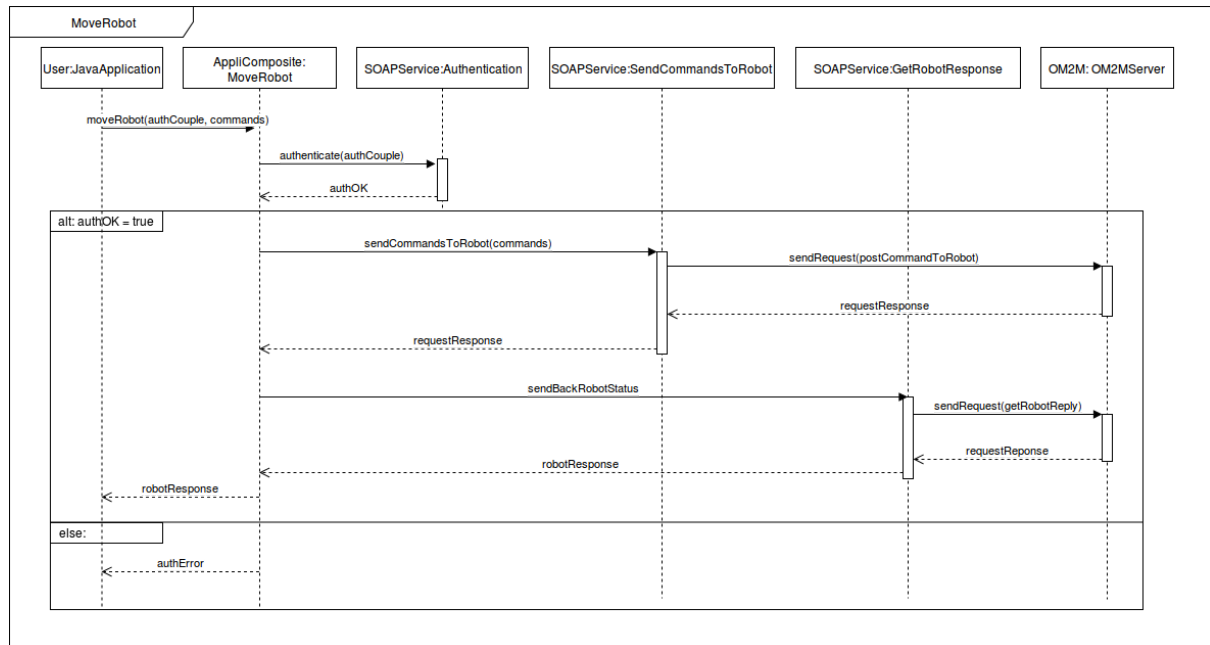 MoveRobot
User:JavaApplication
AppliComposite:
MoveRobot
SOAPService:Authentication
SOAPService:SendCommandsToRobot
SOAPService:GetRobotResponse
OM2M: OM2MServer
moveRobot(authCouple, commands)
authenticate(authCouple)
authOK
alt: authOK = true
sendCommandsToRobot(commands)
sendRequest(postCommandToRobot)
requestResponse
requestResponse
sendBackRobotStatus
sendRequest(getRobotReply)
requestReponse
robotResponse
robotResponse
else:
authError